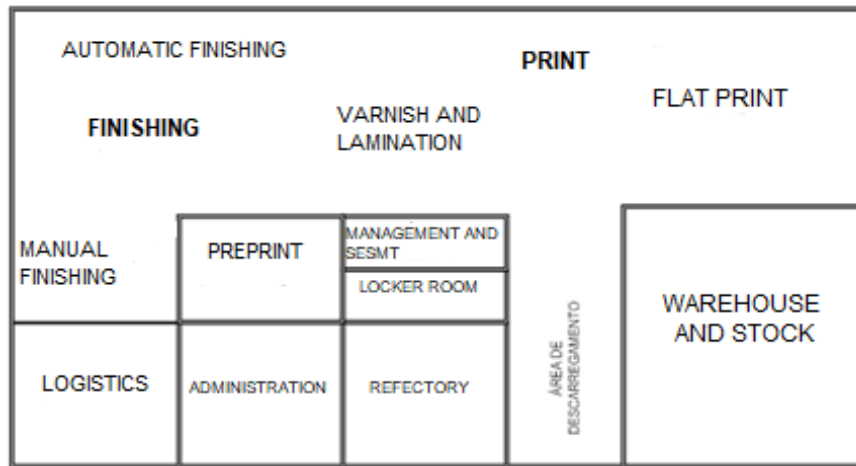 AUTOMATIC FINISHING
PRINT
FLAT PRINT
FINISHING
VARNISH AND
LAMINATION
MANUAL
FINISHING
PREPRINT
MANAGEMENT AND
SESMT
LOCKER ROOM
WAREHOUSE
AND STOCK
LOGISTICS
ADMINISTRATION
REFECTORY
ÁREA DE
DESCARREGAMENTO